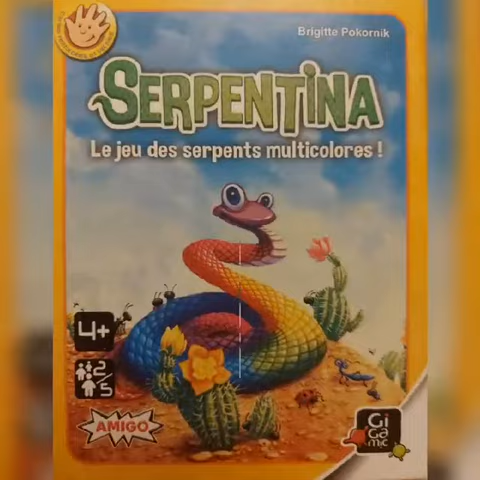 Brigitte Pokornik
SERPENTINA
Le jeu des serpents multicolores !
4+
2/5
AMIGO
GiGamic